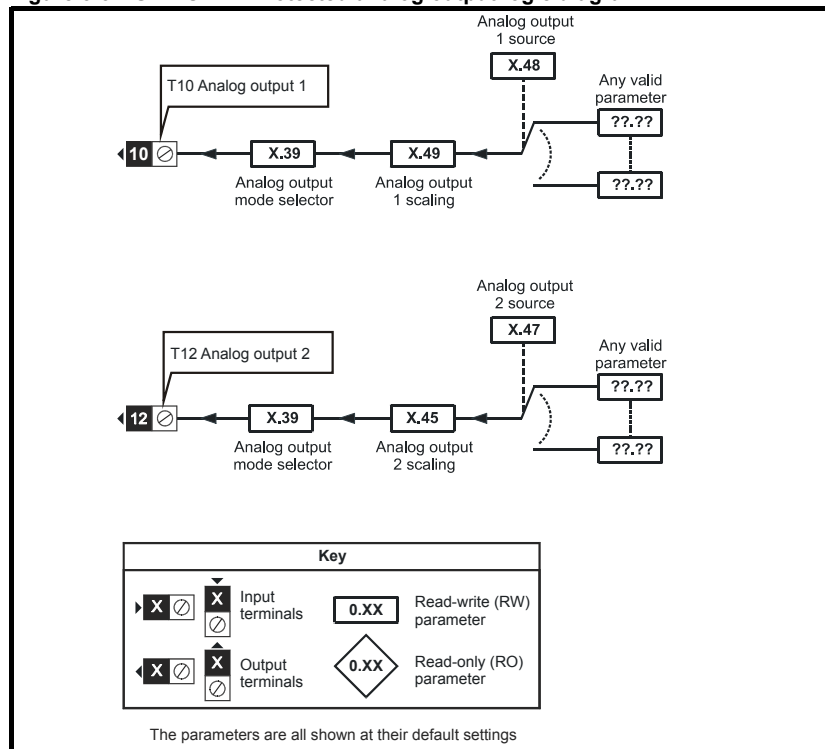 Analog output
1 source
X.48
Any valid
parameter
??.??
??.??
T10 Analog output 1
10
X.39
X.49
Analog output
mode selector
Analog output
1 scaling
Analog output
2 source
X.47
Any valid
parameter
??.??
??.??
T12 Analog output 2
12
X.39
X.45
Analog output
mode selector
Analog output
2 scaling
Key
X
X
Input
terminals
0.XX
Read-write (RW)
parameter
X
X
Output
terminals
0.XX
Read-only (RO)
parameter
The parameters are all shown at their default settings